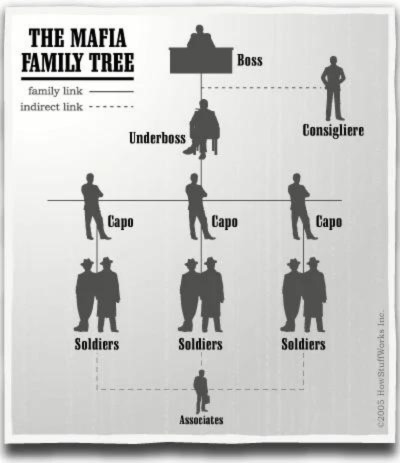 THE MAFIA
FAMILY TREE
family link
indirect link
Boss
Consigliere
Underboss
Capo
Capo
Capo
Soldiers
Soldiers
Soldiers
Associates
©2005 HowStuffWorks Inc.